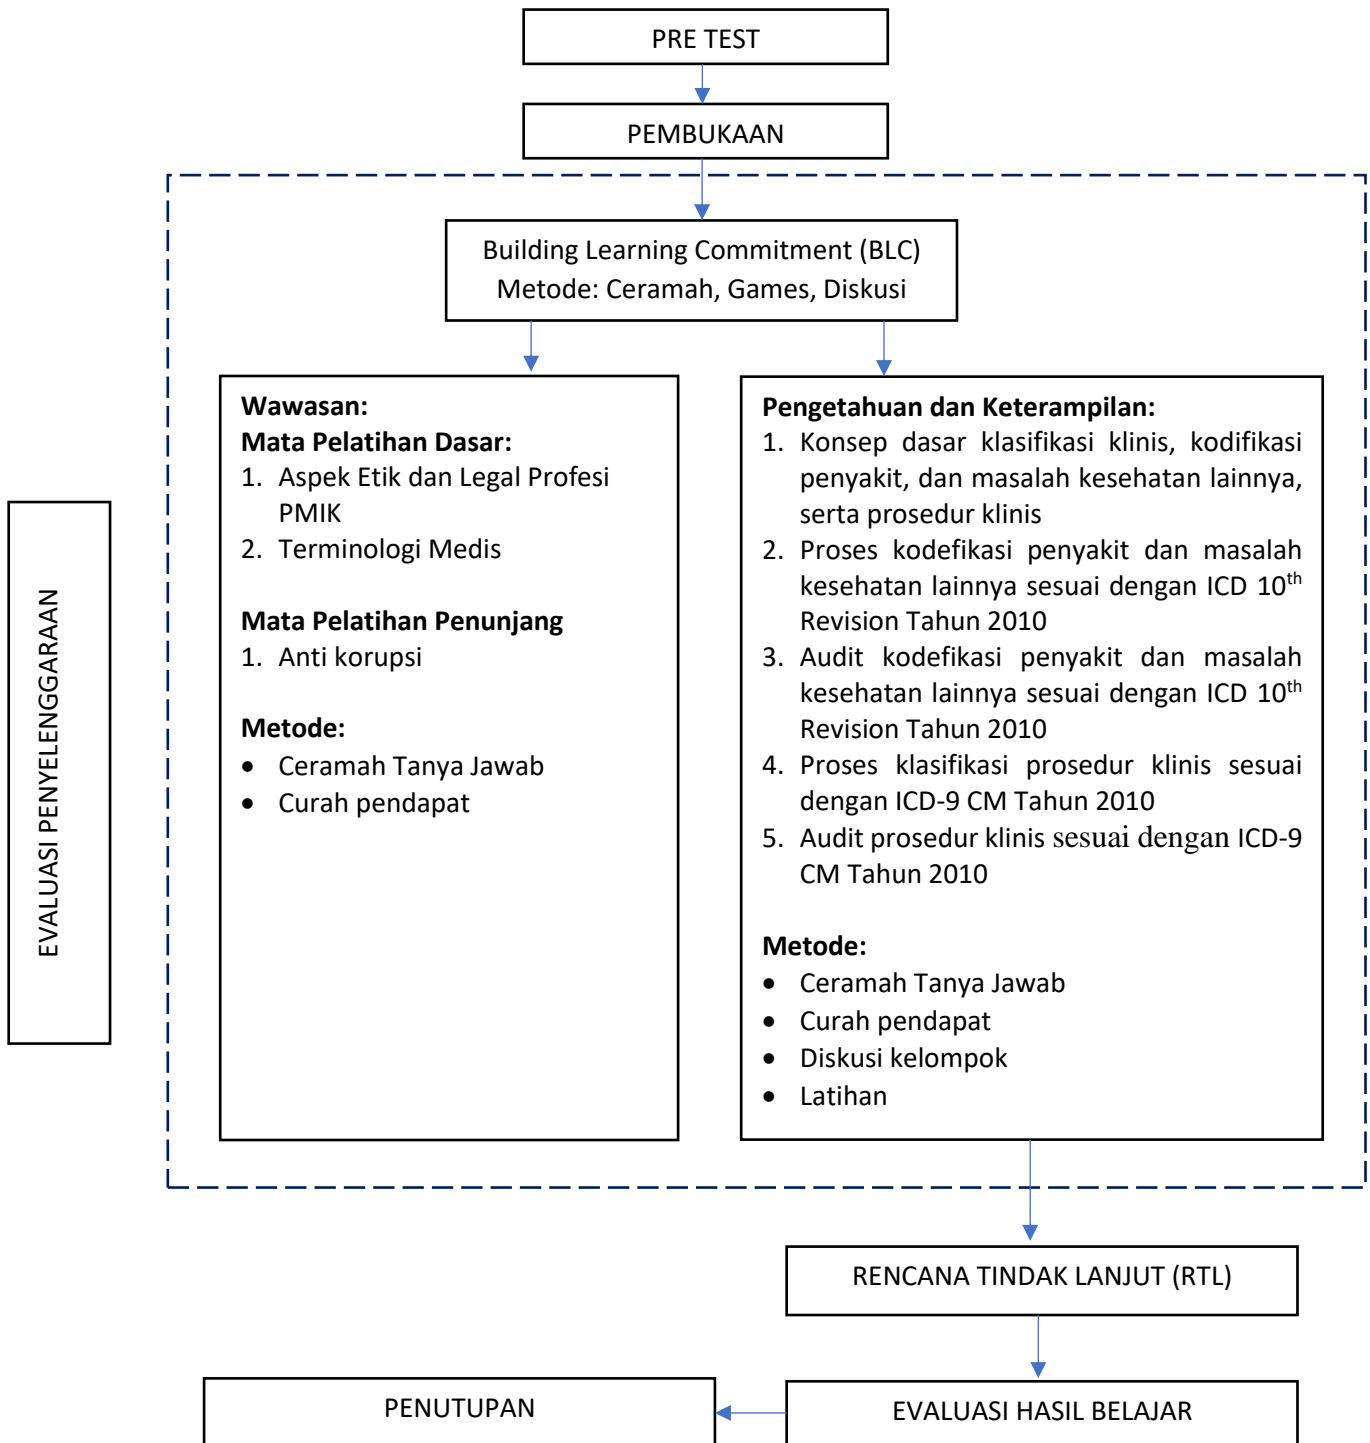 PRE TEST
PEMBUKAAN
Building Learning Commitment (BLC)
Metode: Ceramah, Games, Diskusi
EVALUASI PENYELENGGARAAN
Wawasan:
Mata Pelatihan Dasar:
1. Aspek Etik dan Legal Profesi
PMIK
2. Terminologi Medis
Mata Pelatihan Penunjang
1. Anti korupsi
Metode:
• Ceramah Tanya Jawab
• Curah pendapat
Pengetahuan dan Keterampilan:
1. Konsep dasar klasifikasi klinis, kodifikasi
penyakit, dan masalah kesehatan lainnya,
serta prosedur klinis
2. Proses kodefikasi penyakit dan masalah
kesehatan lainnya sesuai dengan ICD 10th
Revision Tahun 2010
3. Audit kodefikasi penyakit dan masalah
kesehatan lainnya sesuai dengan ICD 10th
Revision Tahun 2010
4. Proses klasifikasi prosedur klinis sesuai
dengan ICD-9 CM Tahun 2010
5. Audit prosedur klinis sesuai dengan ICD-9
CM Tahun 2010
Metode:
• Ceramah Tanya Jawab
• Curah pendapat
• Diskusi kelompok
• Latihan
RENCANA TINDAK LANJUT (RTL)
PENUTUPAN
EVALUASI HASIL BELAJAR